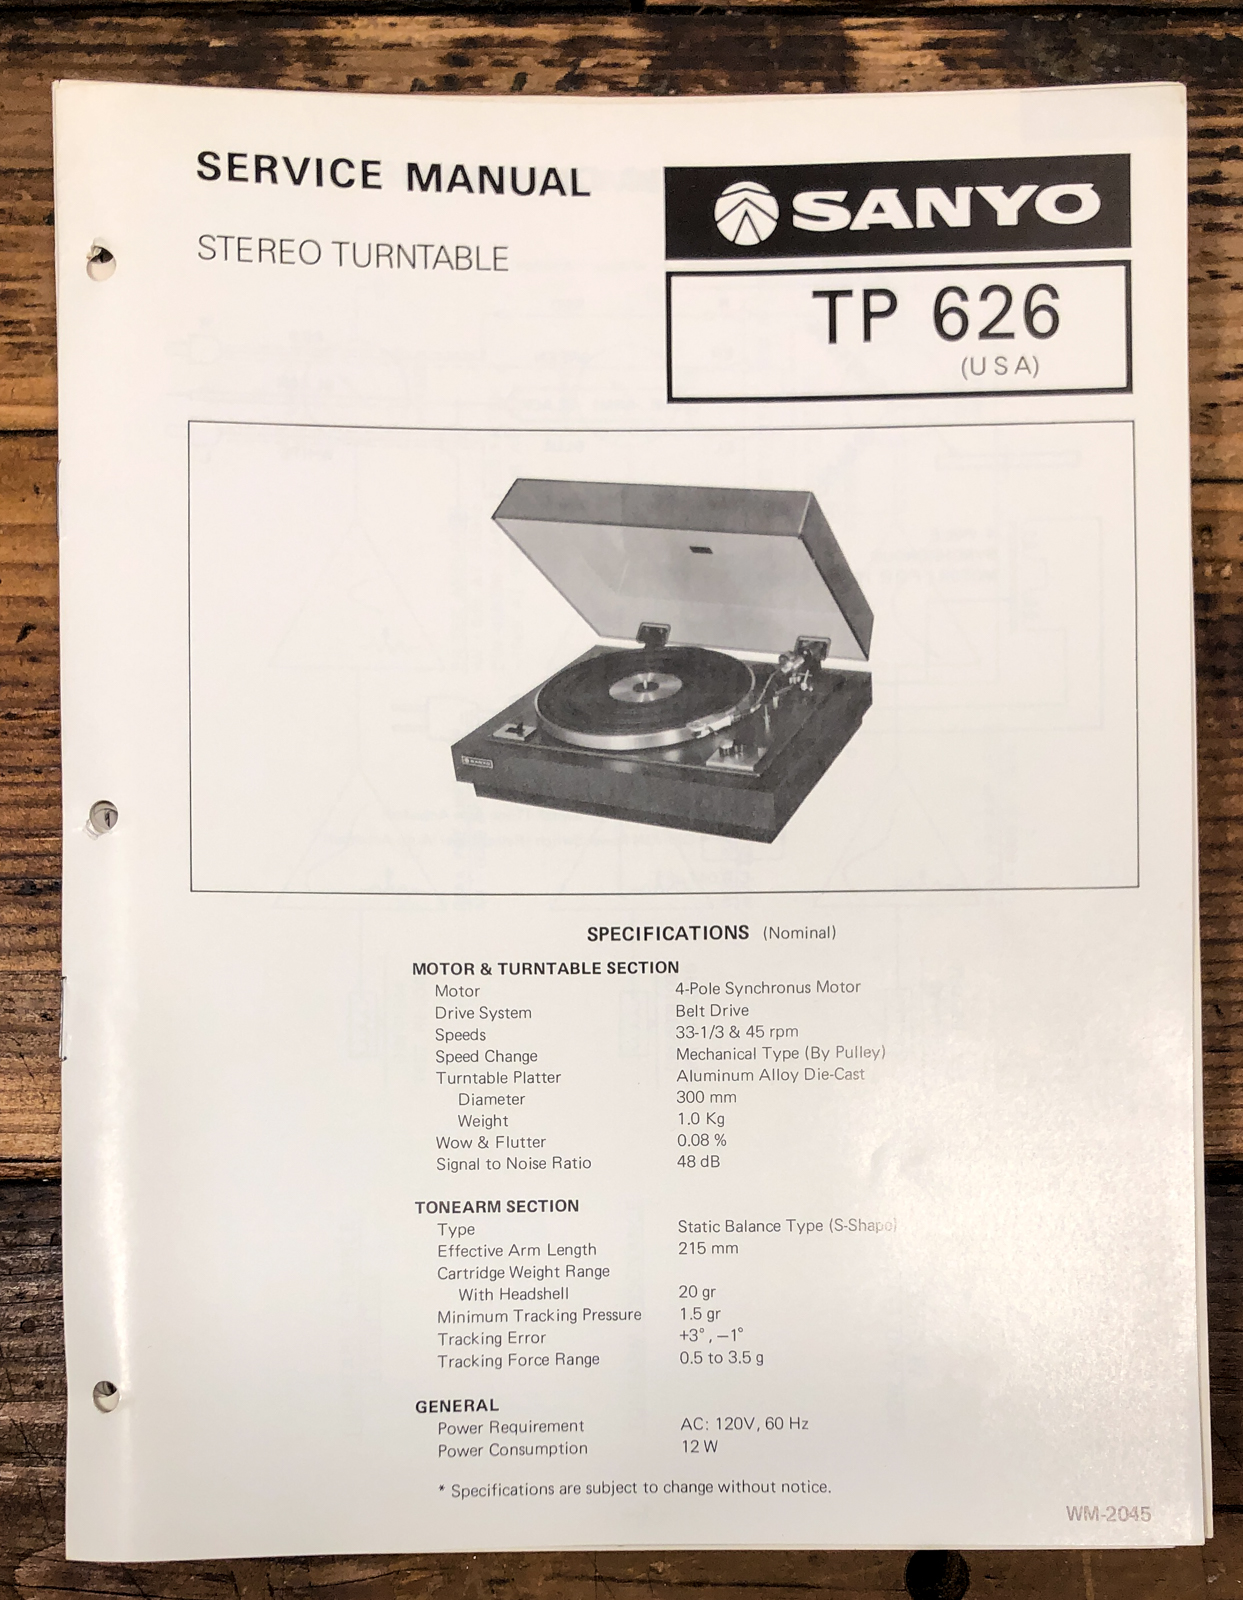 SERVICE MANUAL
STEREO TURNTABLE
SANYO
TP 626
(USA)
SANYO
SPECIFICATIONS (Nominal)
MOTOR & TURNTABLE SECTION
Motor 4-Pole Synchronus Motor
Drive System Belt Drive
Speeds 33-1/3 & 45 rpm
Speed Change Mechanical Type (By Pulley)
Turntable Platter Aluminum Alloy Die-Cast
Diameter 300 mm
Weight 1.0 Kg
Wow & Flutter 0.08 %
Signal to Noise Ratio 48 dB
TONEARM SECTION
Type Static Balance Type (S-Shape)
Effective Arm Length 215 mm
Cartridge Weight Range
With Headshell 20 gr
Minimum Tracking Pressure 1.5 gr
Tracking Error +3°, −1°
Tracking Force Range 0.5 to 3.5 g
GENERAL
Power Requirement AC: 120V, 60 Hz
Power Consumption 12 W
* Specifications are subject to change without notice.
WM-2045